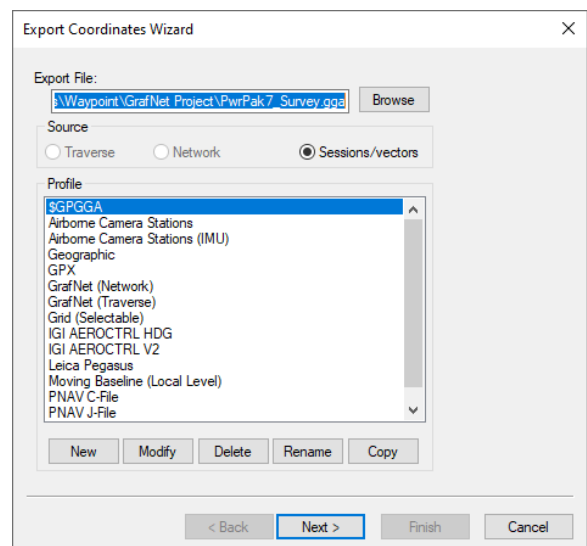 Export Coordinates Wizard
Export File:
s\Waypoint\GrafNet Project\PwrPak7_Survey.gga
Browse
Source
Traverse Network Sessions/vectors
Profile
$GPGGA
Airborne Camera Stations
Airborne Camera Stations (IMU)
Geographic
GPX
GrafNet (Network)
GrafNet (Traverse)
Grid (Selectable)
IGI AEROCTRL HDG
IGI AEROCTRL V2
Leica Pegasus
Moving Baseline (Local Level)
PNAV C-File
PNAV J-File
New Modify Delete Rename Copy
< Back Next > Finish Cancel